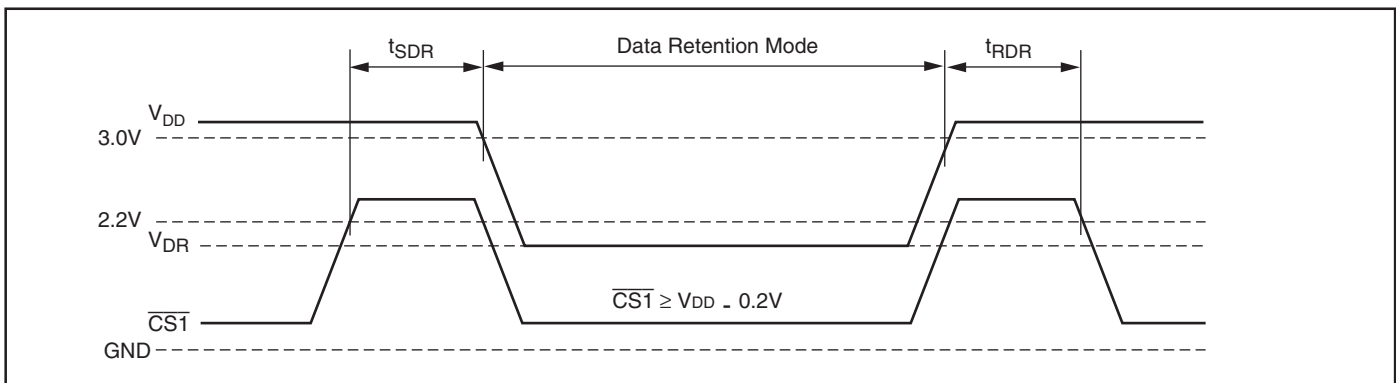 tSDR Data Retention Mode tRDR
VDD
3.0V
2.2V
VDR
CS1 ≥ VDD - 0.2V
CS1
GND